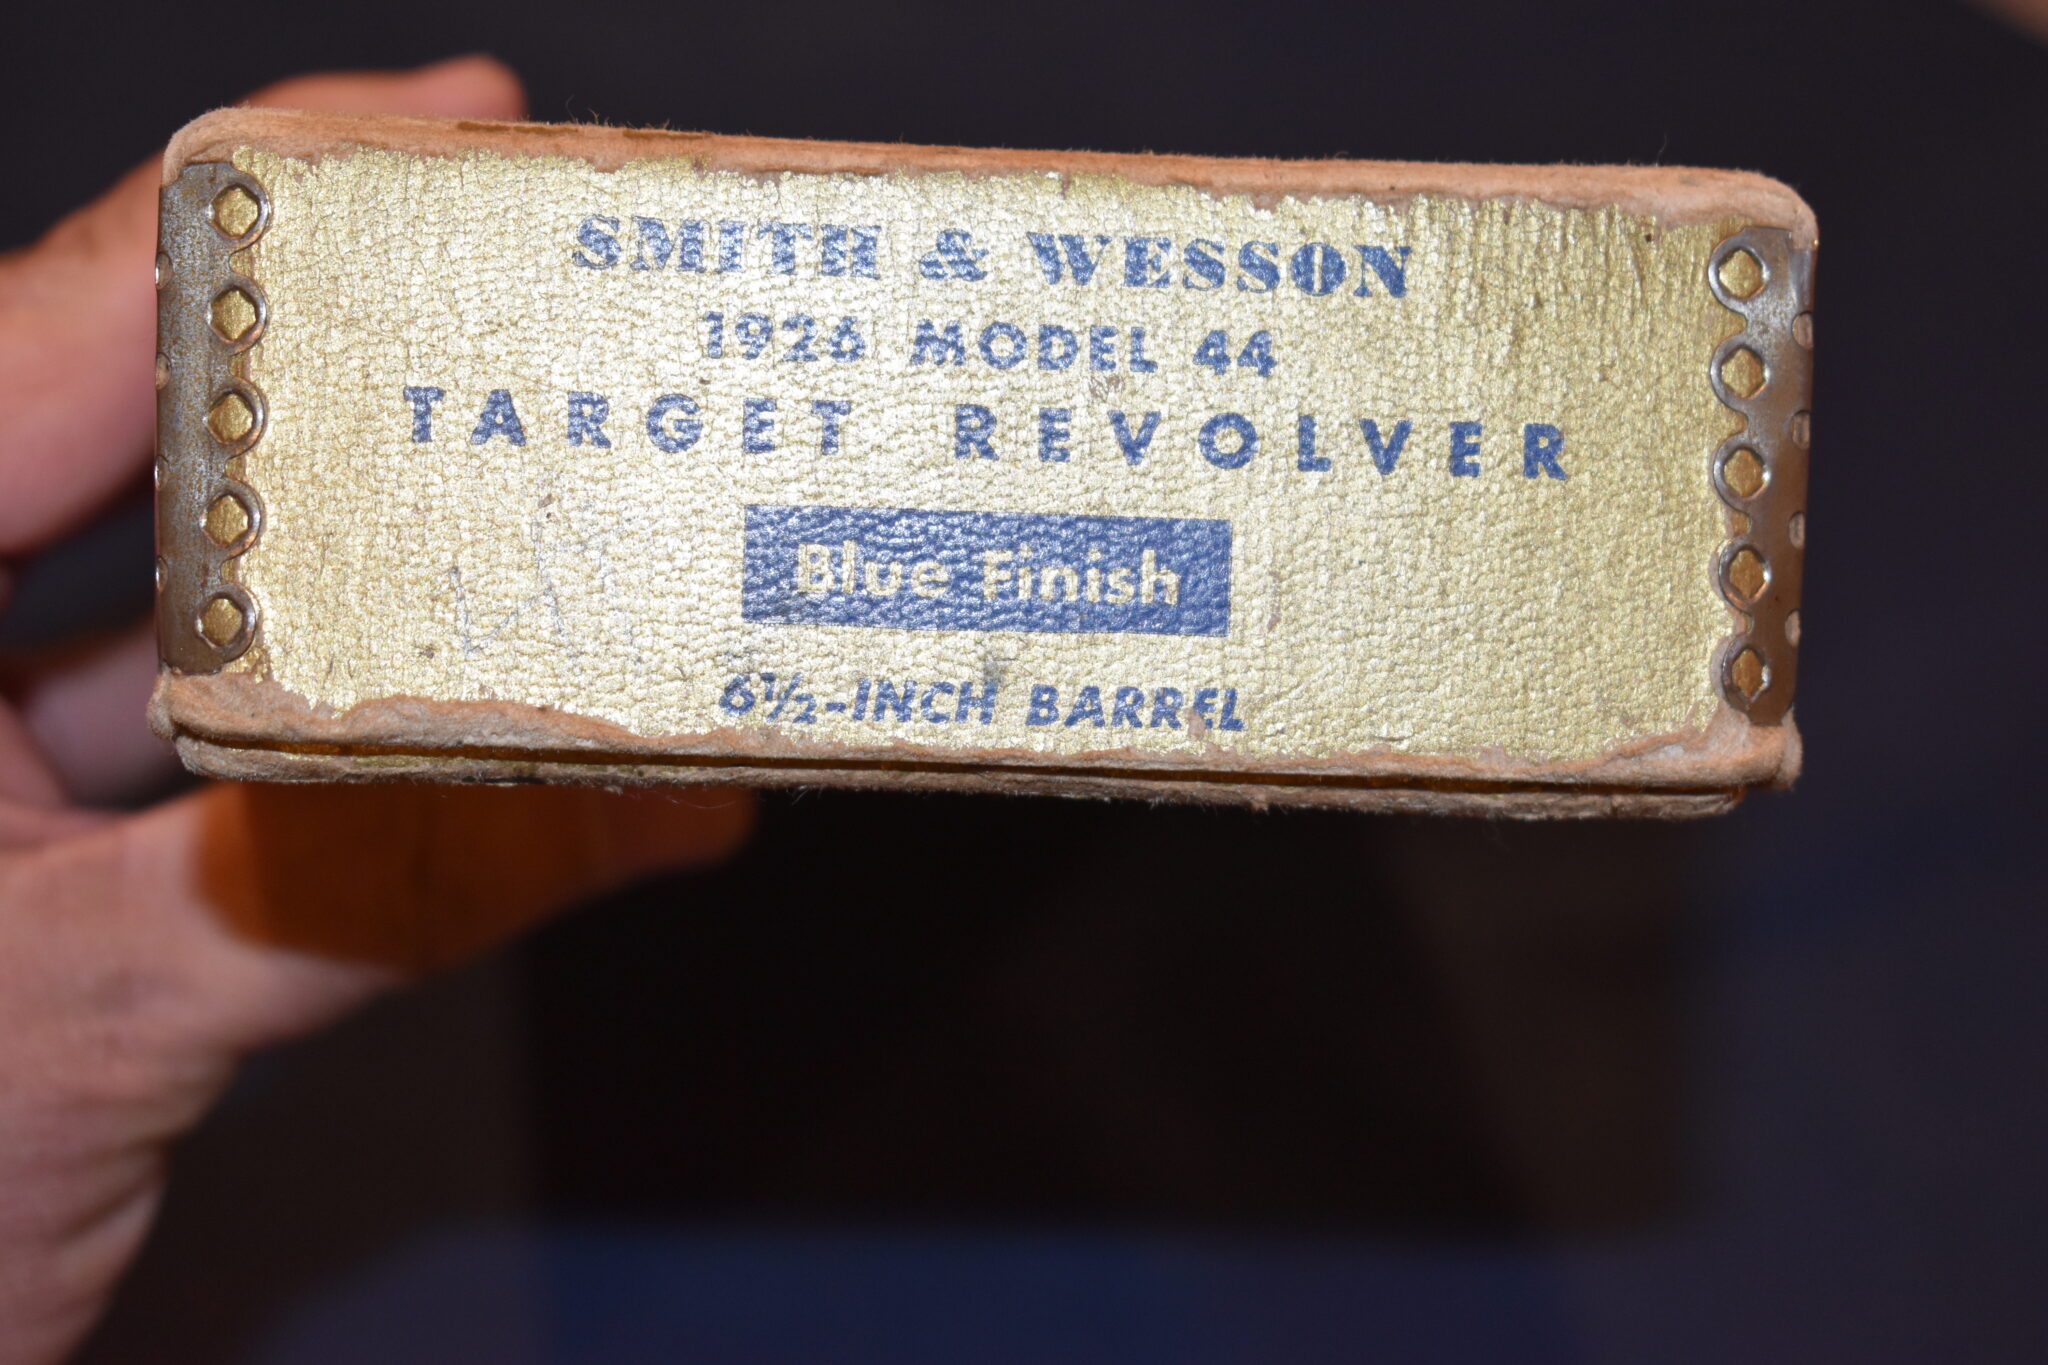 SMITH & WESSON
1926 MODEL 44
TARGET REVOLVER
Blue Finish
6½-INCH BARREL